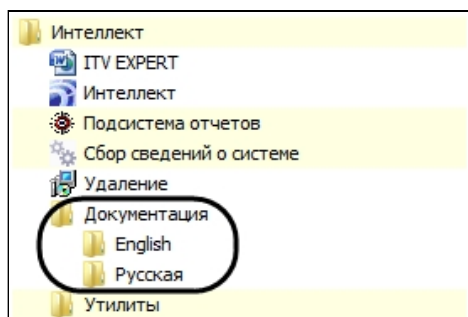 Интеллект
ITV EXPERT
Интеллект
Подсистема отчетов
Сбор сведений о системе
Удаление
Документация
English
Русская
Утилиты